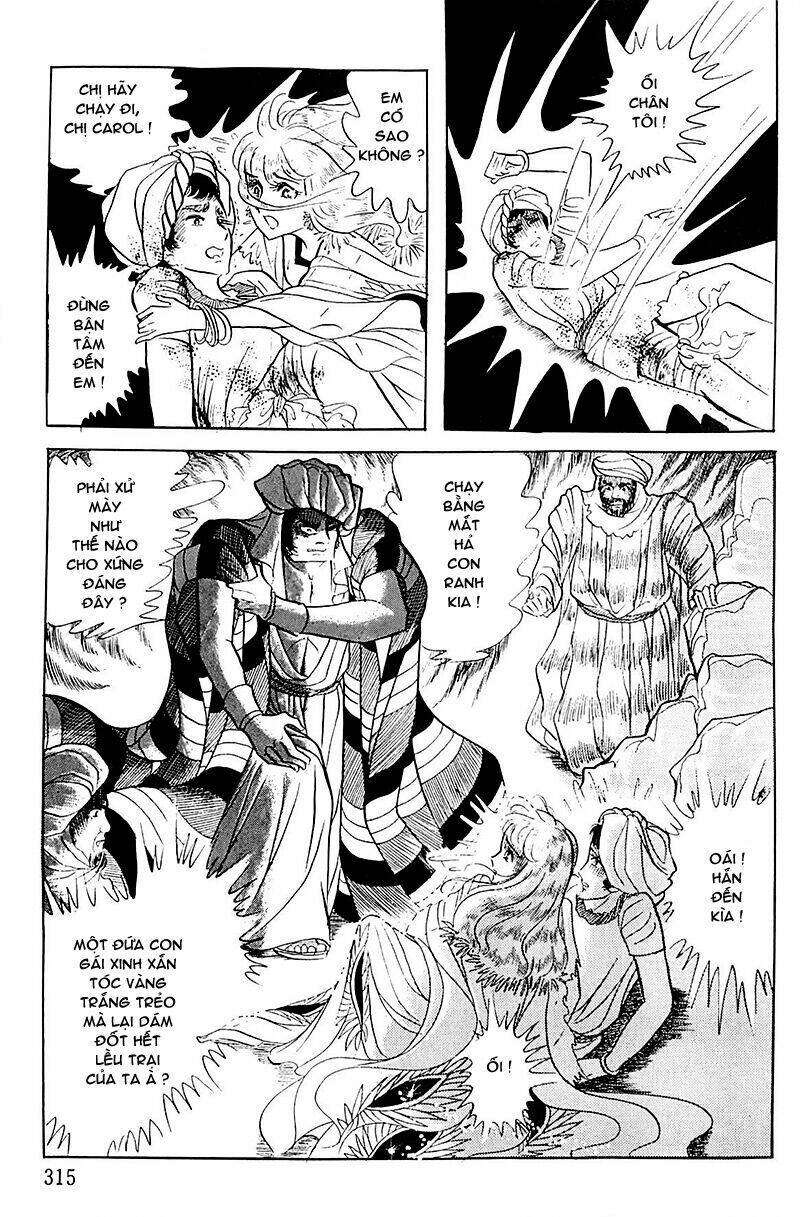 ỐI
CHÂN
TÔI !
EM
CÓ
SAO
KHÔNG ?
CHỊ HÃY
CHẠY ĐI,
CHỊ CAROL !
ĐỪNG
BẬN
TÂM
ĐẾN
EM !
CHẠY
BẰNG
MẮT
HẢ
CON
RANH
KIA !
PHẢI XỬ
MÀY
NHƯ
THẾ NÀO
CHO XỨNG
ĐÁNG
ĐÂY ?
OÁI !
HẮN
ĐẾN
KÌA !
MỘT ĐỨA CON
GÁI XINH XẮN
TÓC VÀNG
TRẮNG TRẺO
MÀ LẠI DÁM
ĐỐT HẾT
LỀU TRẠI
CỦA TA À ?
ỐI !
315